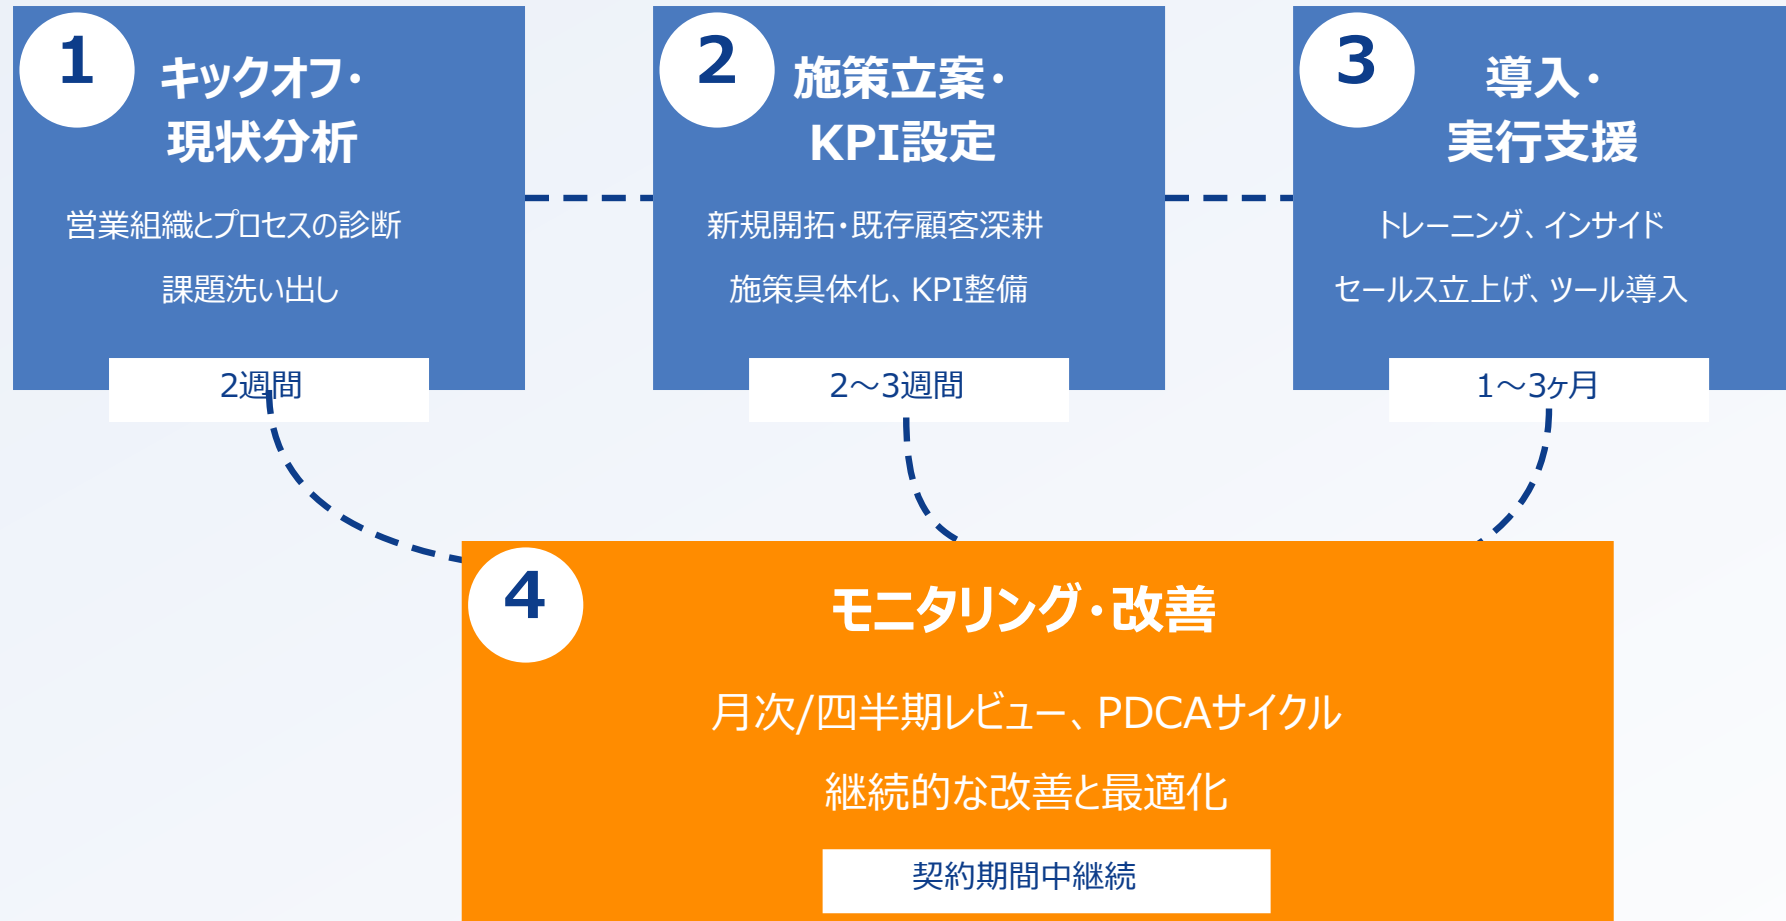 1
キックオフ・
現状分析
営業組織とプロセスの診断
課題洗い出し
2週間
2
施策立案・
KPI設定
新規開拓・既存顧客深耕
施策具体化、KPI整備
2～3週間
3
導入・
実行支援
トレーニング、インサイド
セールス立上げ、ツール導入
1～3ヶ月
4
モニタリング・改善
月次/四半期レビュー、PDCAサイクル
継続的な改善と最適化
契約期間中継続